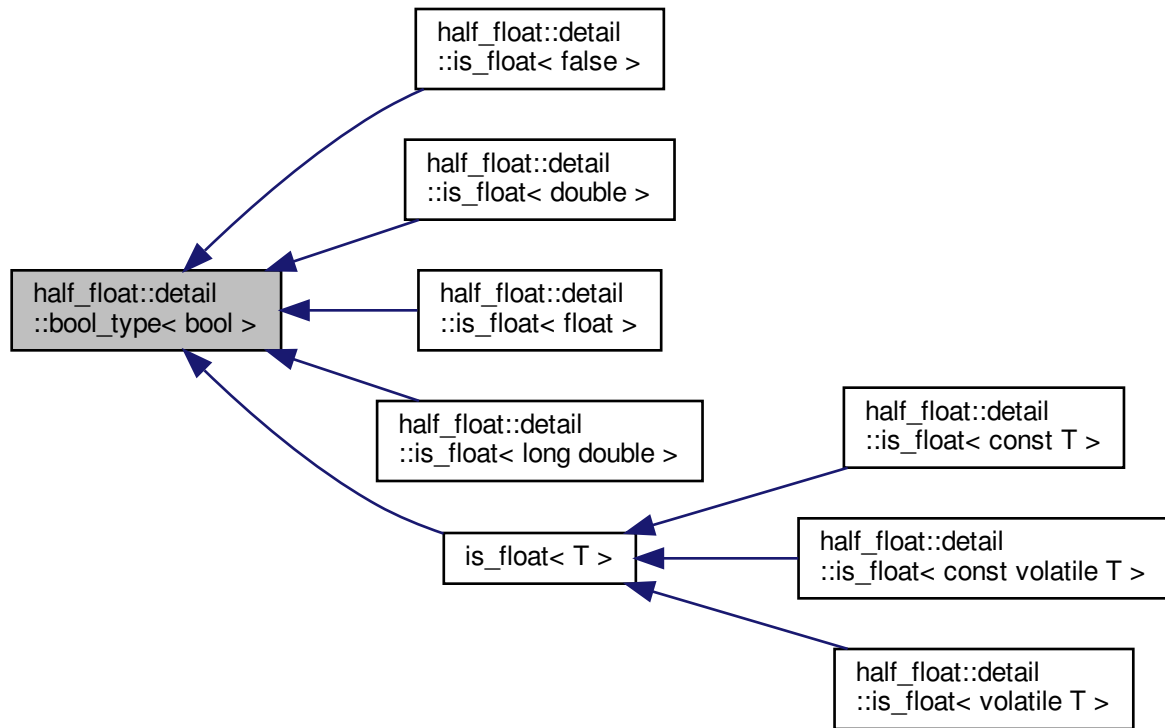 half_float::detail
::is_float< false >
half_float::detail
::is_float< double >
half_float::detail
::bool_type< bool >
half_float::detail
::is_float< float >
half_float::detail
::is_float< long double >
half_float::detail
::is_float< const T >
is_float< T >
half_float::detail
::is_float< const volatile T >
half_float::detail
::is_float< volatile T >